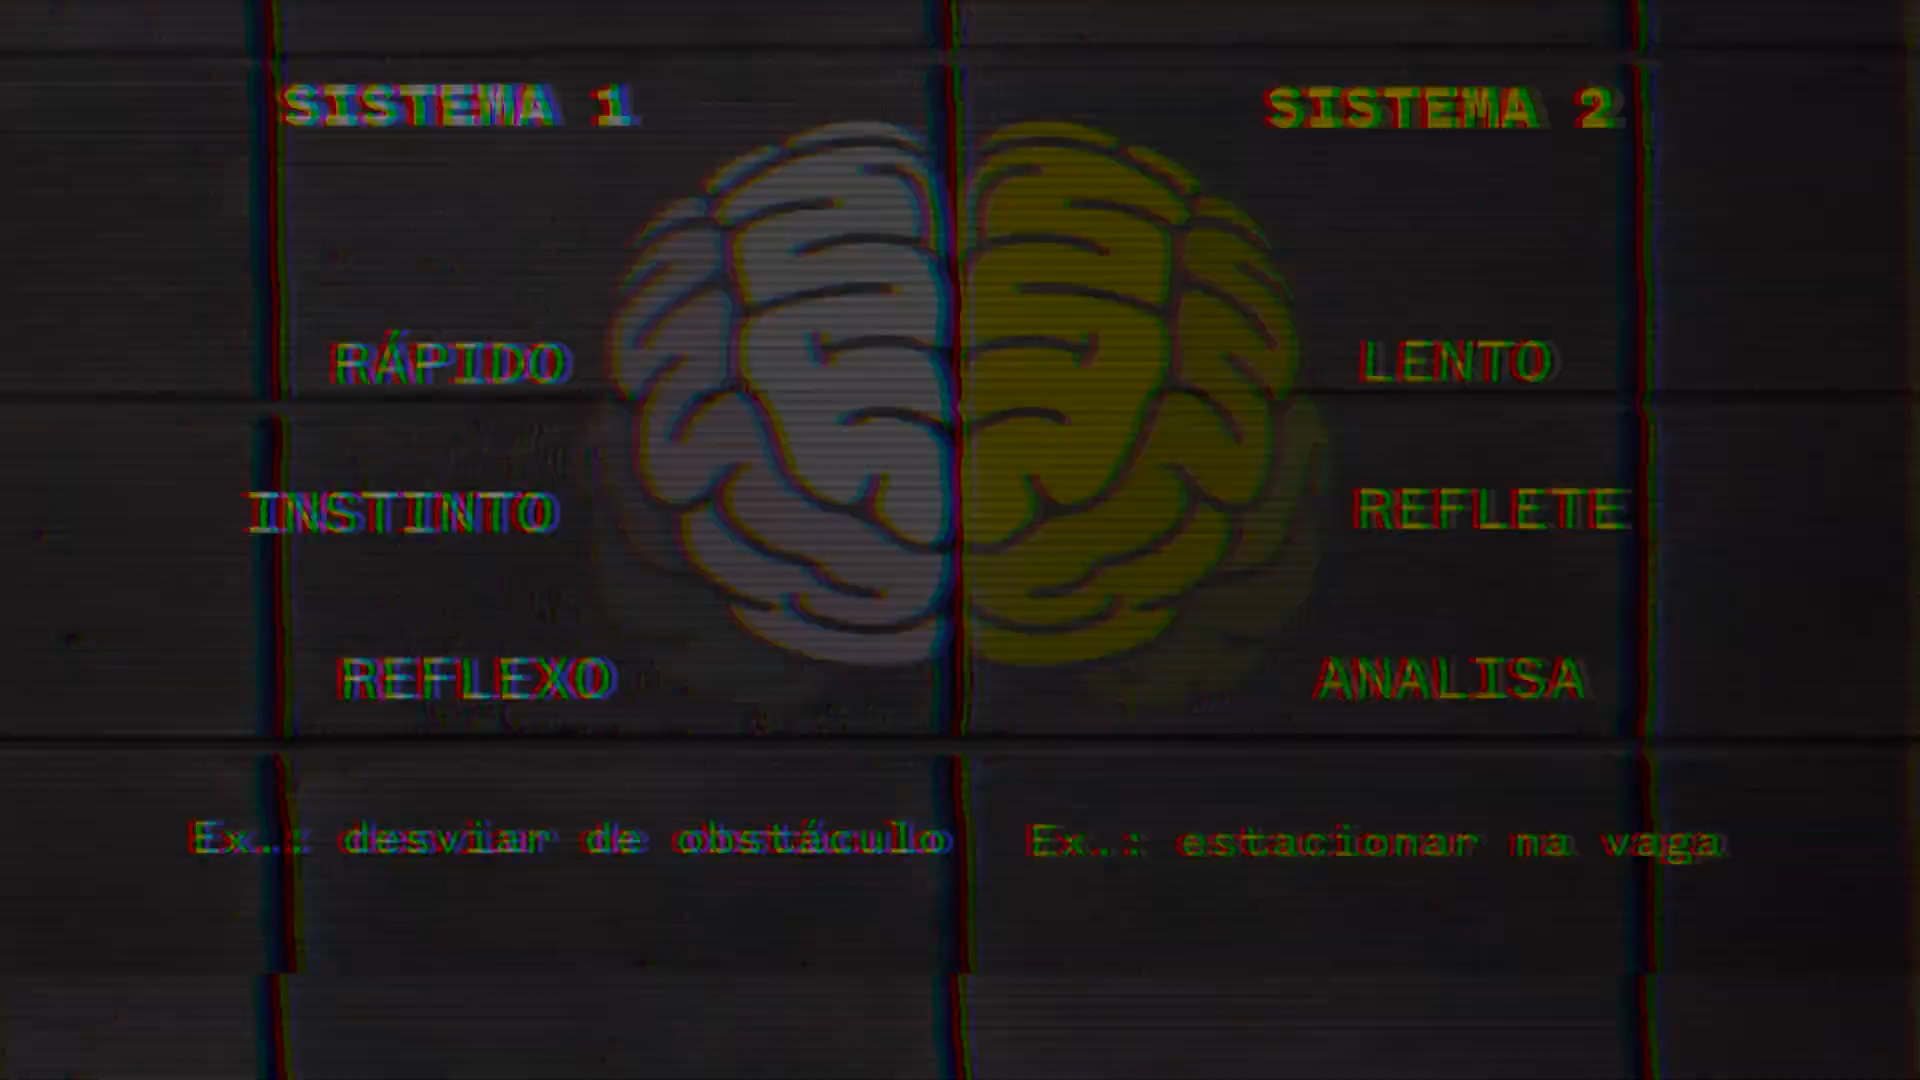 SISTEMA 1
RÁPIDO
INSTINTO
REFLEXO
Ex.: desviar de obstáculo
SISTEMA 2
LENTO
REFLETE
ANALISA
Ex.: estacionar na vaga